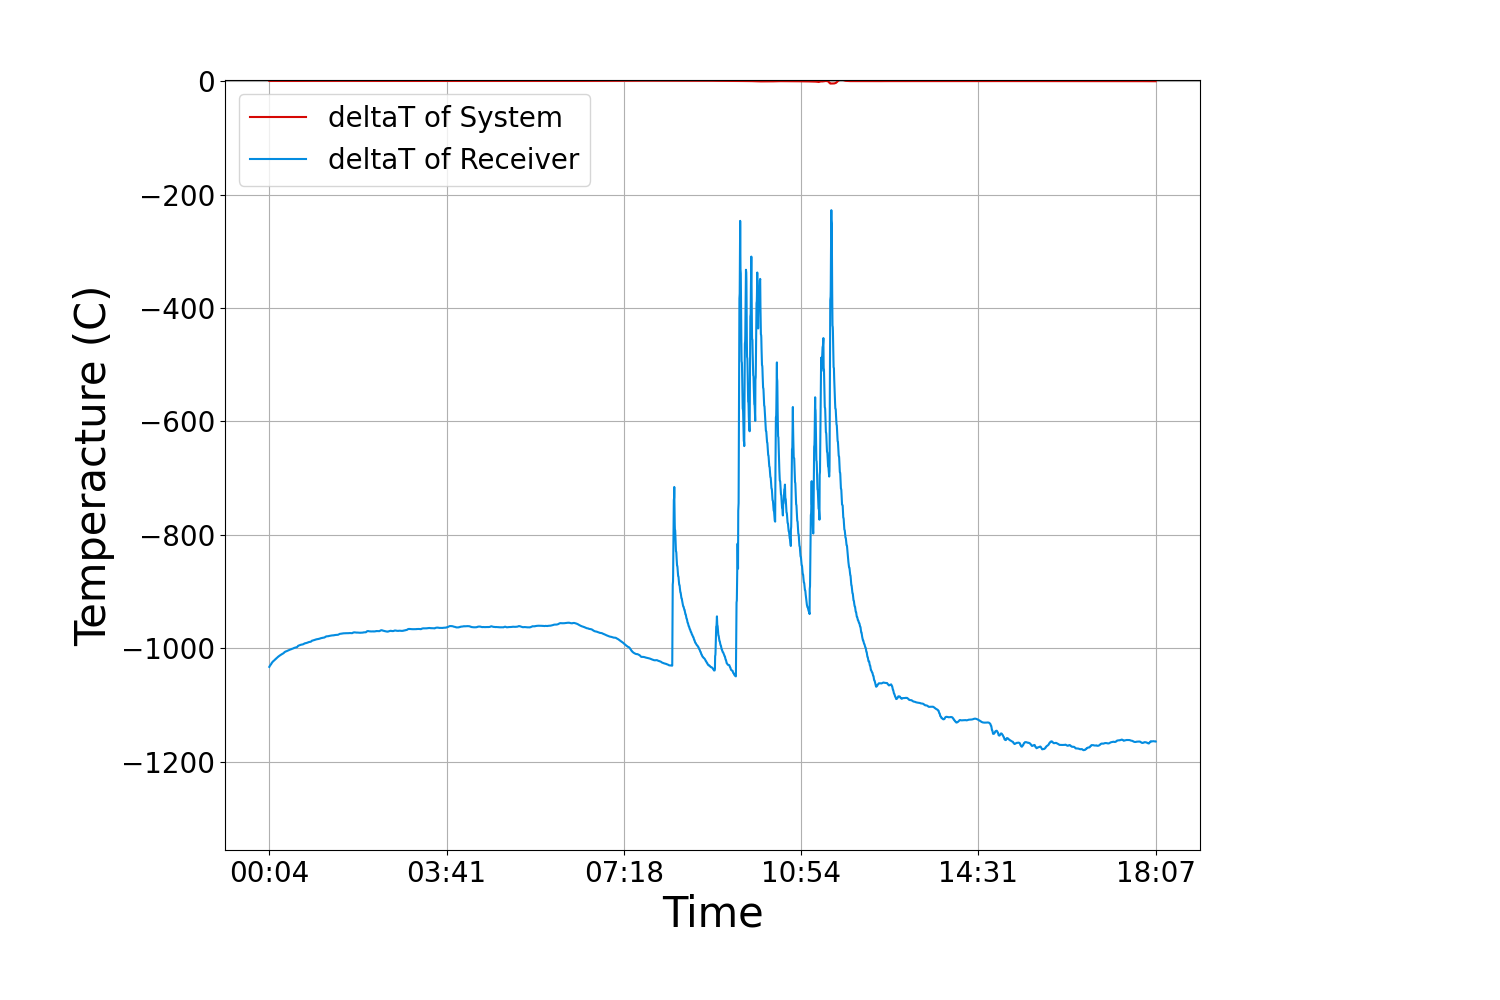 0
−200
−400
−600
−800
−1000
−1200
Temperacture (C)
deltaT of System
deltaT of Receiver
00:04 03:41 07:18 10:54 14:31 18:07
Time